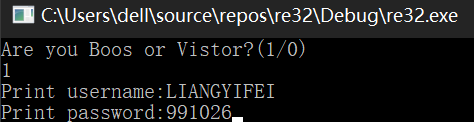 C:\Users\dell\source\repos\re32\Debug\re32.exe
Are you Boos or Vistor?(1/0)
1
Print username:LIANGYIFEI
Print password:991026